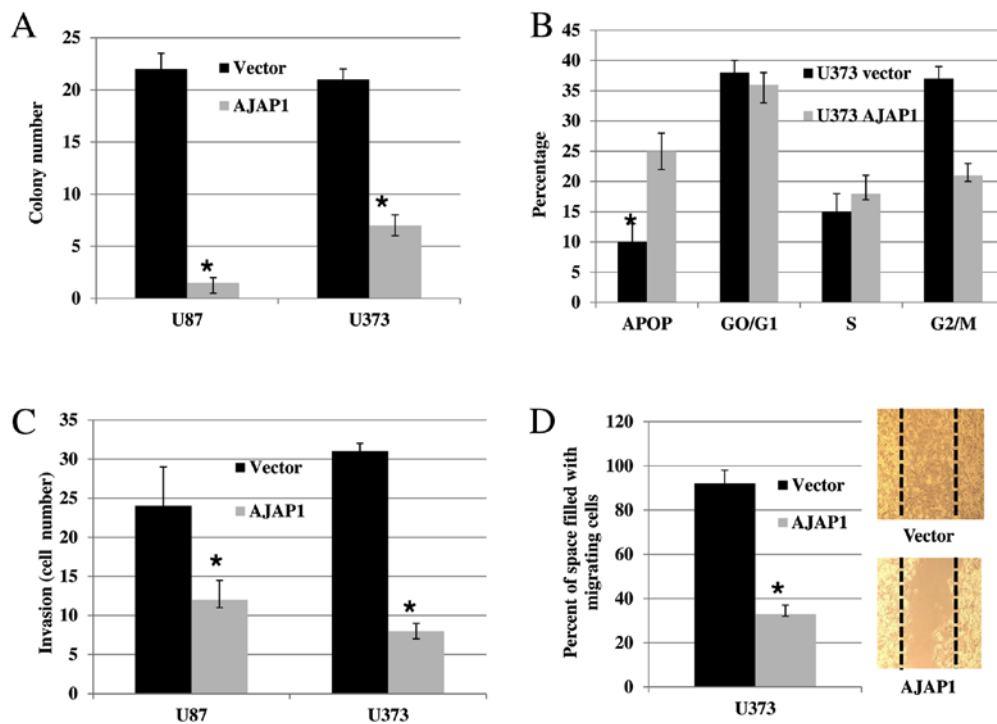 A
Colony number
25
20
15
10
5
0
Vector
AJAP1
*
*
U87
U373
B
Percentage
45
40
35
30
25
20
15
10
5
0
U373 vector
U373 AJAP1
*
APOP
GO/G1
S
G2/M
C
Invasion (cell number)
35
30
25
20
15
10
5
0
Vector
AJAP1
*
*
U87
U373
D
Percent of space filled with
migrating cells
120
100
80
60
40
20
0
Vector
AJAP1
*
U373
Vector
AJAP1